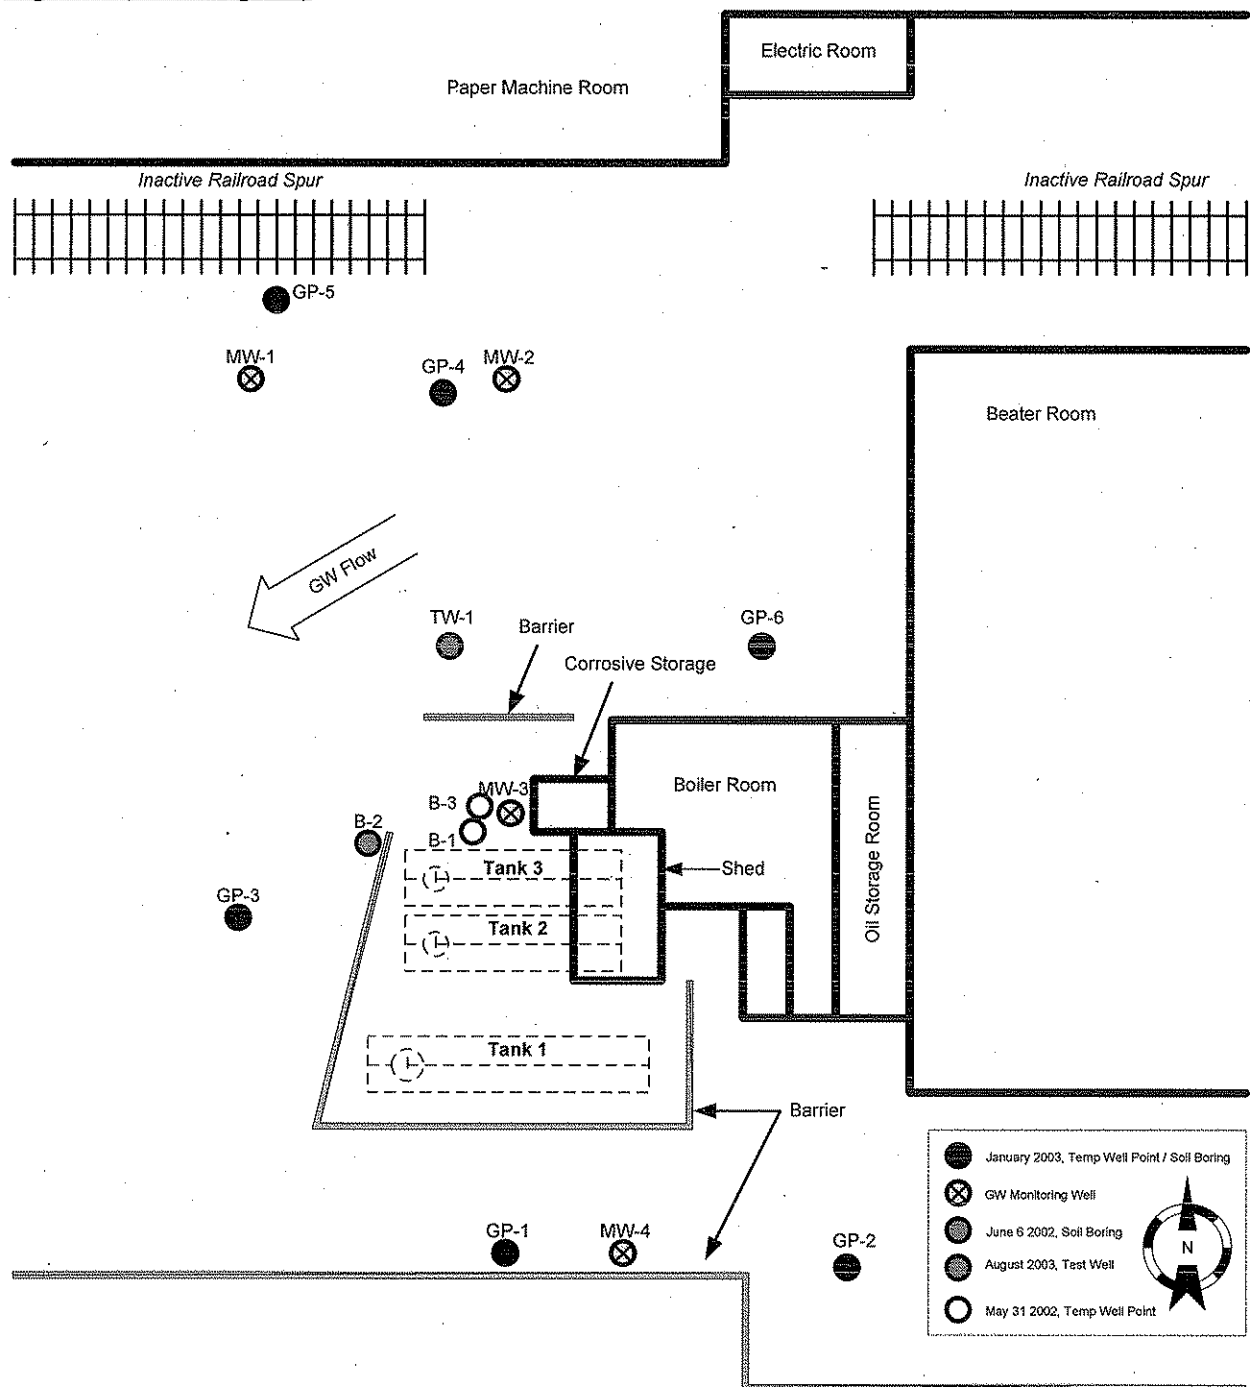 Electric Room
Paper Machine Room
Inactive Railroad Spur
Inactive Railroad Spur
GP-5
MW-1
GP-4
MW-2
Beater Room
GW Flow
TW-1
Barrier
GP-6
Corrosive Storage
Boiler Room
MW-3
B-3
B-2
B-1
Tank 3
Shed
Oil Storage Room
GP-3
Tank 2
Tank 1
Barrier
January 2003, Temp Well Point / Soil Boring
GW Monitoring Well
June 6 2002, Soil Boring
August 2003, Test Well
May 31 2002, Temp Well Point
N
GP-1
MW-4
GP-2